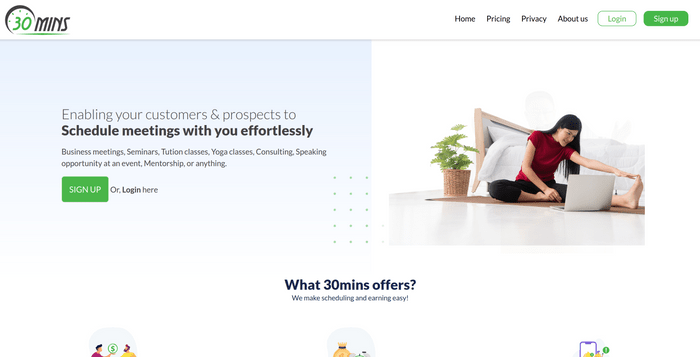 30 MINS
Home Pricing Privacy About us Login Sign up
Enabling your customers & prospects to
Schedule meetings with you effortlessly
Business meetings, Seminars, Tution classes, Yoga classes, Consulting, Speaking
opportunity at an event, Mentorship, or anything.
SIGN UP Or, Login here
What 30mins offers?
We make scheduling and earning easy!
$